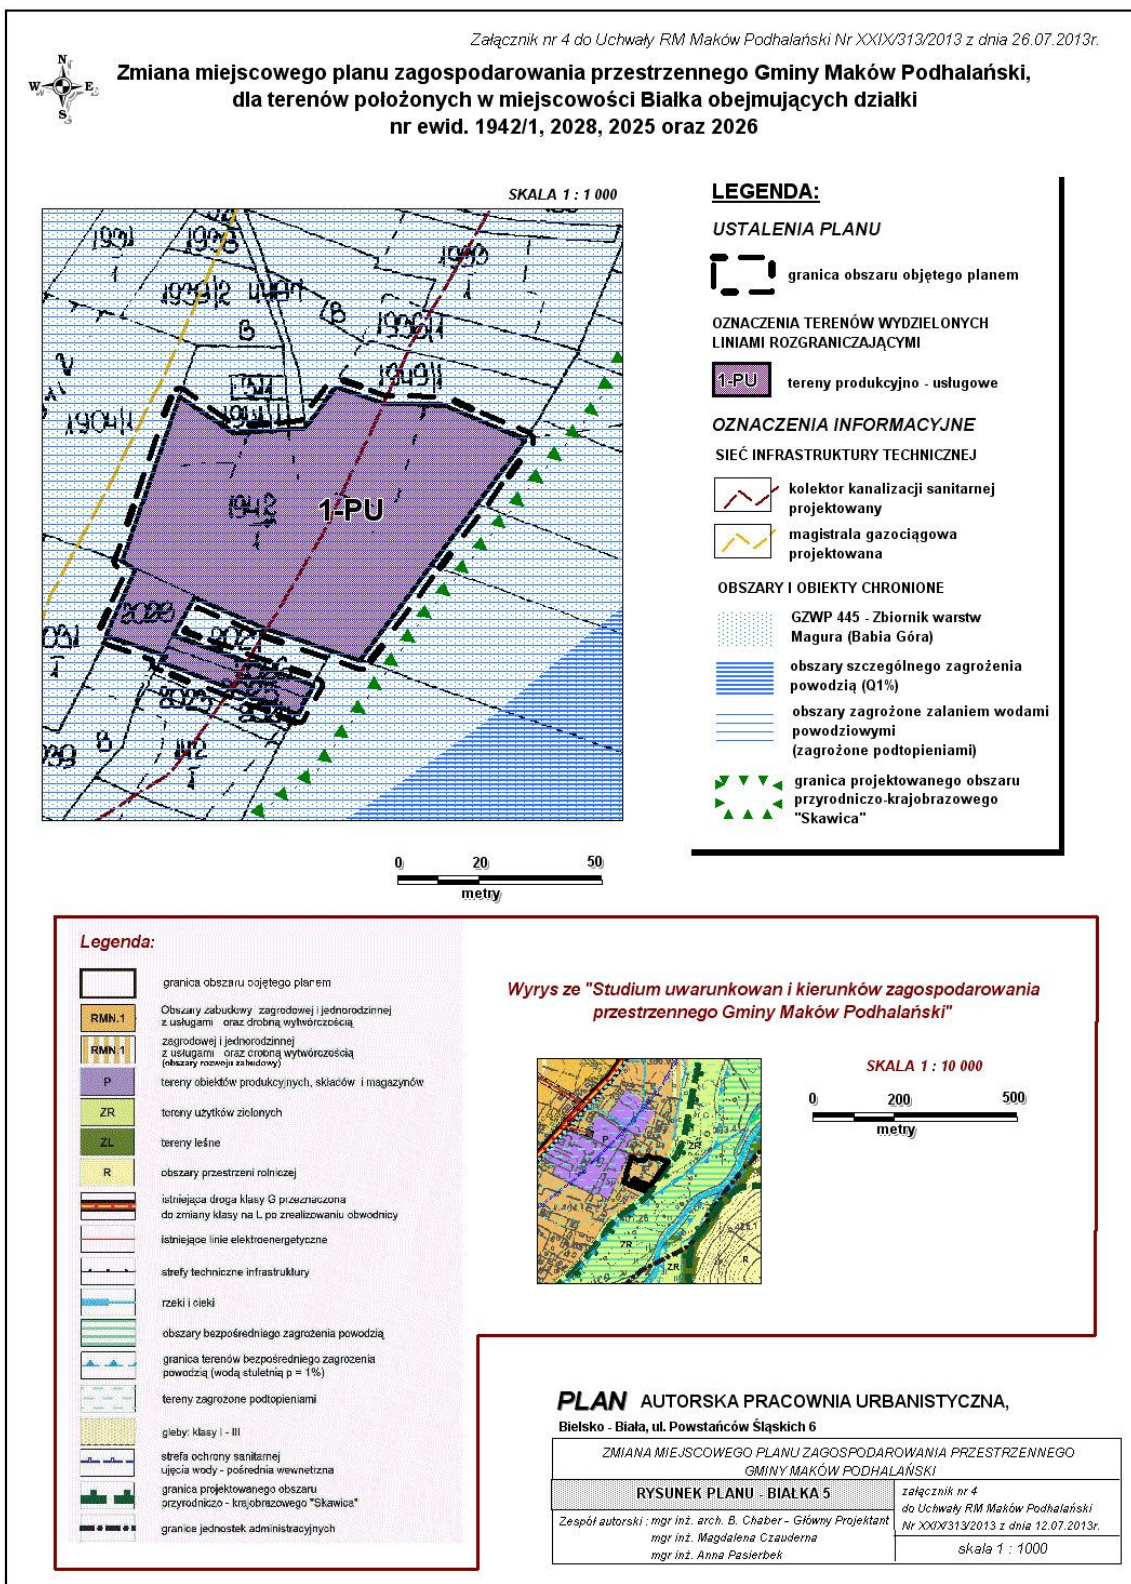 Załącznik nr 4 do Uchwały RM Maków Podhalański Nr XXIX/313/2013 z dnia 26.07.2013r.
N
W E
S
Zmiana miejscowego planu zagospodarowania przestrzennego Gminy Maków Podhalański,
dla terenów położonych w miejscowości Białka obejmujących działki
nr ewid. 1942/1, 2028, 2025 oraz 2026
SKALA 1 : 1 000
1-PU
B
B
B
0 20 50
metry
LEGENDA:
USTALENIA PLANU
granica obszaru objętego planem
OZNACZENIA TERENÓW WYDZIELONYCH
LINIAMI ROZGRANICZAJĄCYMI
1-PU tereny produkcyjno - usługowe
OZNACZENIA INFORMACYJNE
SIEĆ INFRASTRUKTURY TECHNICZNEJ
kolektor kanalizacji sanitarnej
projektowany
magistrala gazociągowa
projektowana
OBSZARY I OBIEKTY CHRONIONE
GZWP 445 - Zbiornik warstw
Magura (Babia Góra)
obszary szczególnego zagrożenia
powodzią (Q1%)
obszary zagrożone zalaniem wodami
powodziowymi
(zagrożone podtopieniami)
granica projektowanego obszaru
przyrodniczo-krajobrazowego
"Skawica"
Legenda:
granica obszaru objętego planem
RMN.1 Obszary zabudowy zagrodowej i jednorodzinnej
z usługami oraz drobną wytwórczością
RMN.1 zagrodowej i jednorodzinnej
z usługami oraz drobną wytwórczością
(obszary rozwoju zabudowy)
P tereny obiektów produkcyjnych, składów i magazynów
ZR tereny użytków zielonych
ZL tereny leśne
R obszary przestrzeni rolniczej
istniejąca droga klasy G przeznaczona
do zmiany klasy na L po zrealizowaniu obwodnicy
istniejące linie elektroenergetyczne
strefy techniczne infrastruktury
rzeki i cieki
obszary bezpośredniego zagrożenia powodzią
granica terenów bezpośredniego zagrożenia
powodzią (wodą stuletnią p = 1%)
tereny zagrożone podtopieniami
gleby: klasy I - III
strefa ochrony sanitarnej
ujęcia wody - pośrednia wewnetrzna
granica projektowanego obszaru
przyrodniczo - krajobrazowego "Skawica"
granice jednostek administracyjnych
Wyrys ze "Studium uwarunkowan i kierunków zagospodarowania
przestrzennego Gminy Maków Podhalański"
SKALA 1 : 10 000
0 200 500
metry
P
ZR
ZR
ZR
R
PLAN AUTORSKA PRACOWNIA URBANISTYCZNA,
Bielsko - Biała, ul. Powstańców Śląskich 6
ZMIANA MIEJSCOWEGO PLANU ZAGOSPODAROWANIA PRZESTRZENNEGO
GMINY MAKÓW PODHALAŃSKI
RYSUNEK PLANU - BIAŁKA 5
załącznik nr 4
do Uchwały RM Maków Podhalański
Nr XXIX/313/2013 z dnia 12.07.2013r.
Zespół autorski : mgr inż. arch. B. Chaber - Główny Projektant
mgr inż. Magdalena Czauderna
mgr inż. Anna Pasierbek
skala 1 : 1000